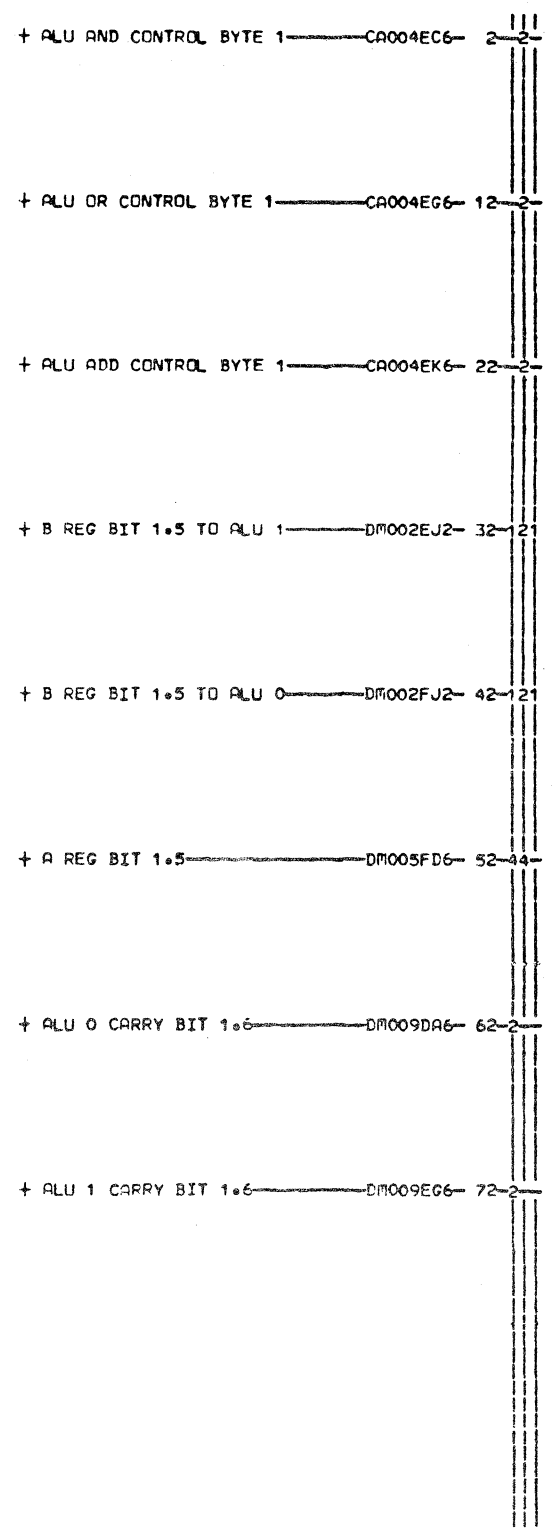 + ALU AND CONTROL BYTE 1 CA004EC6- 2 2
+ ALU OR CONTROL BYTE 1 CA004EG6- 12 2
+ ALU ADD CONTROL BYTE 1 CA004EK6- 22 2
+ B REG BIT 1.5 TO ALU 1 DM002EJ2- 32-121
+ B REG BIT 1.5 TO ALU 0 DM002FJ2- 42-121
+ A REG BIT 1.5 DM005FD6- 52-44-
+ ALU 0 CARRY BIT 1.6 DM009DA6- 62-2
+ ALU 1 CARRY BIT 1.6 DM009EG6- 72-2